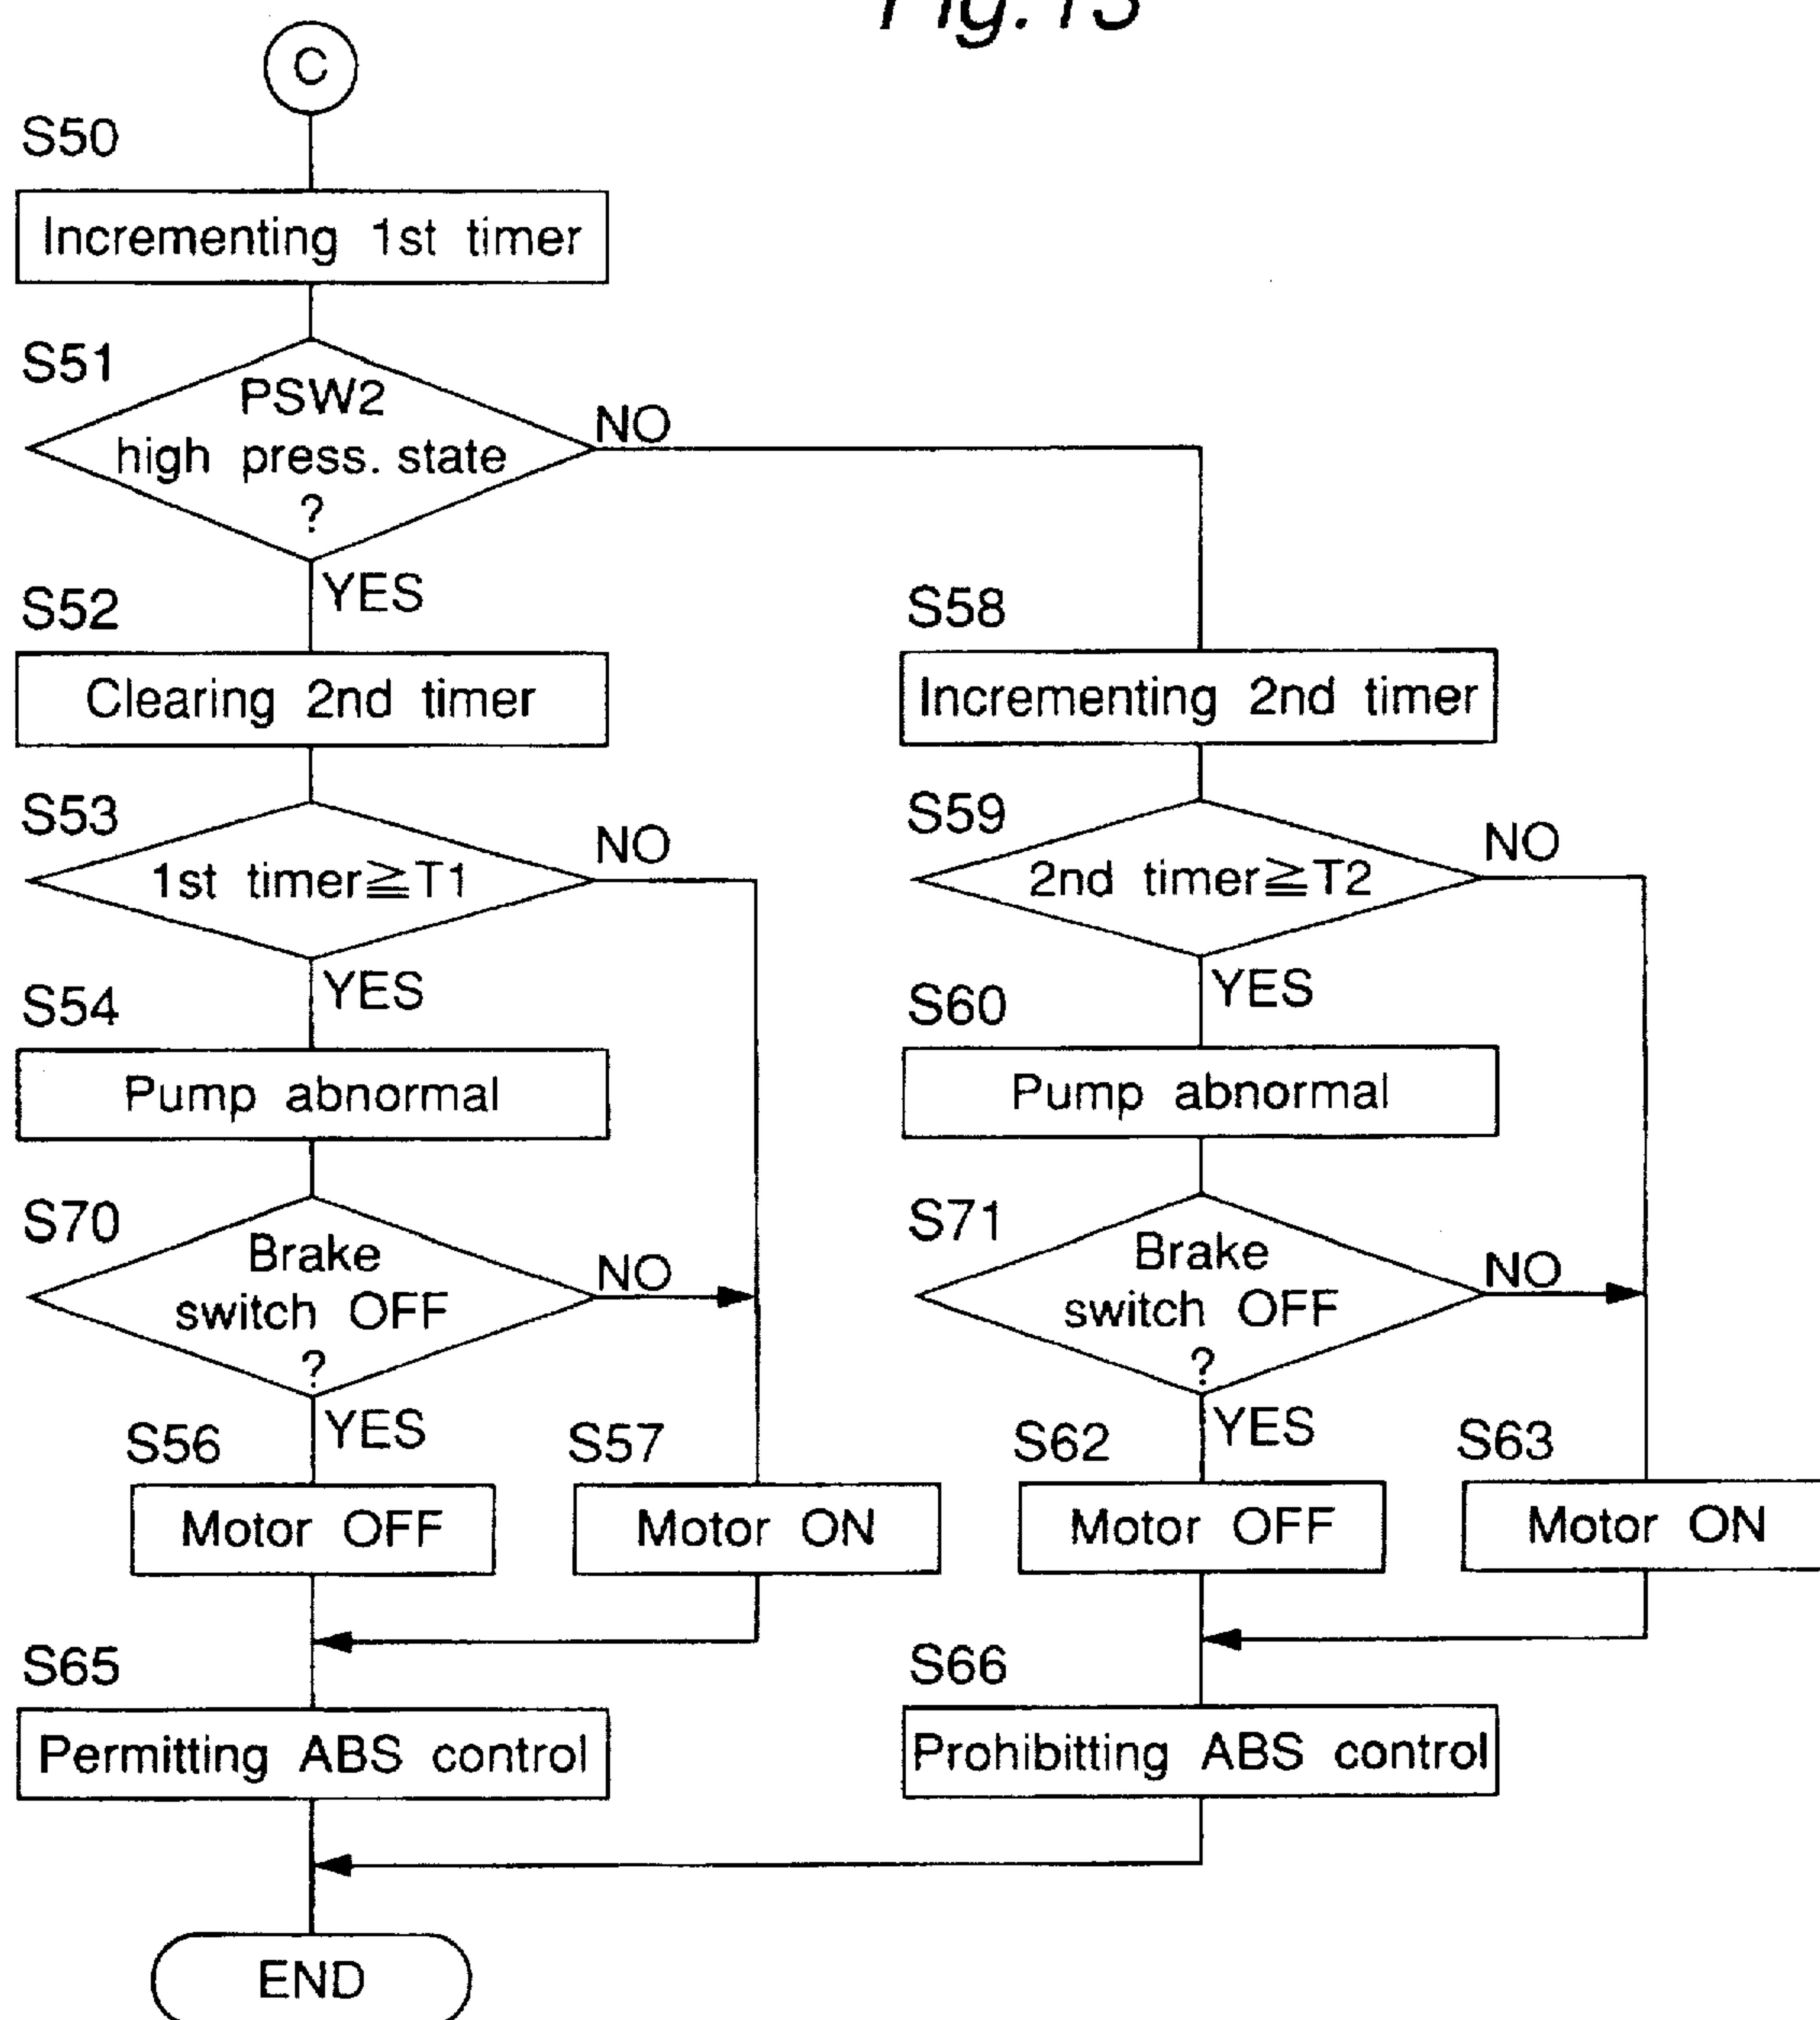 Fig. 13
C
S50
Incrementing 1st timer
S51
PSW2
high press. state
?
NO
YES
S52
Clearing 2nd timer
S58
Incrementing 2nd timer
S53
1st timer≧T1
NO
YES
S59
2nd timer≧T2
NO
YES
S54
Pump abnormal
S60
Pump abnormal
S70
Brake
switch OFF
?
NO
YES
S71
Brake
switch OFF
?
NO
YES
S56
Motor OFF
S57
Motor ON
S62
Motor OFF
S63
Motor ON
S65
Permitting ABS control
S66
Prohibitting ABS control
END